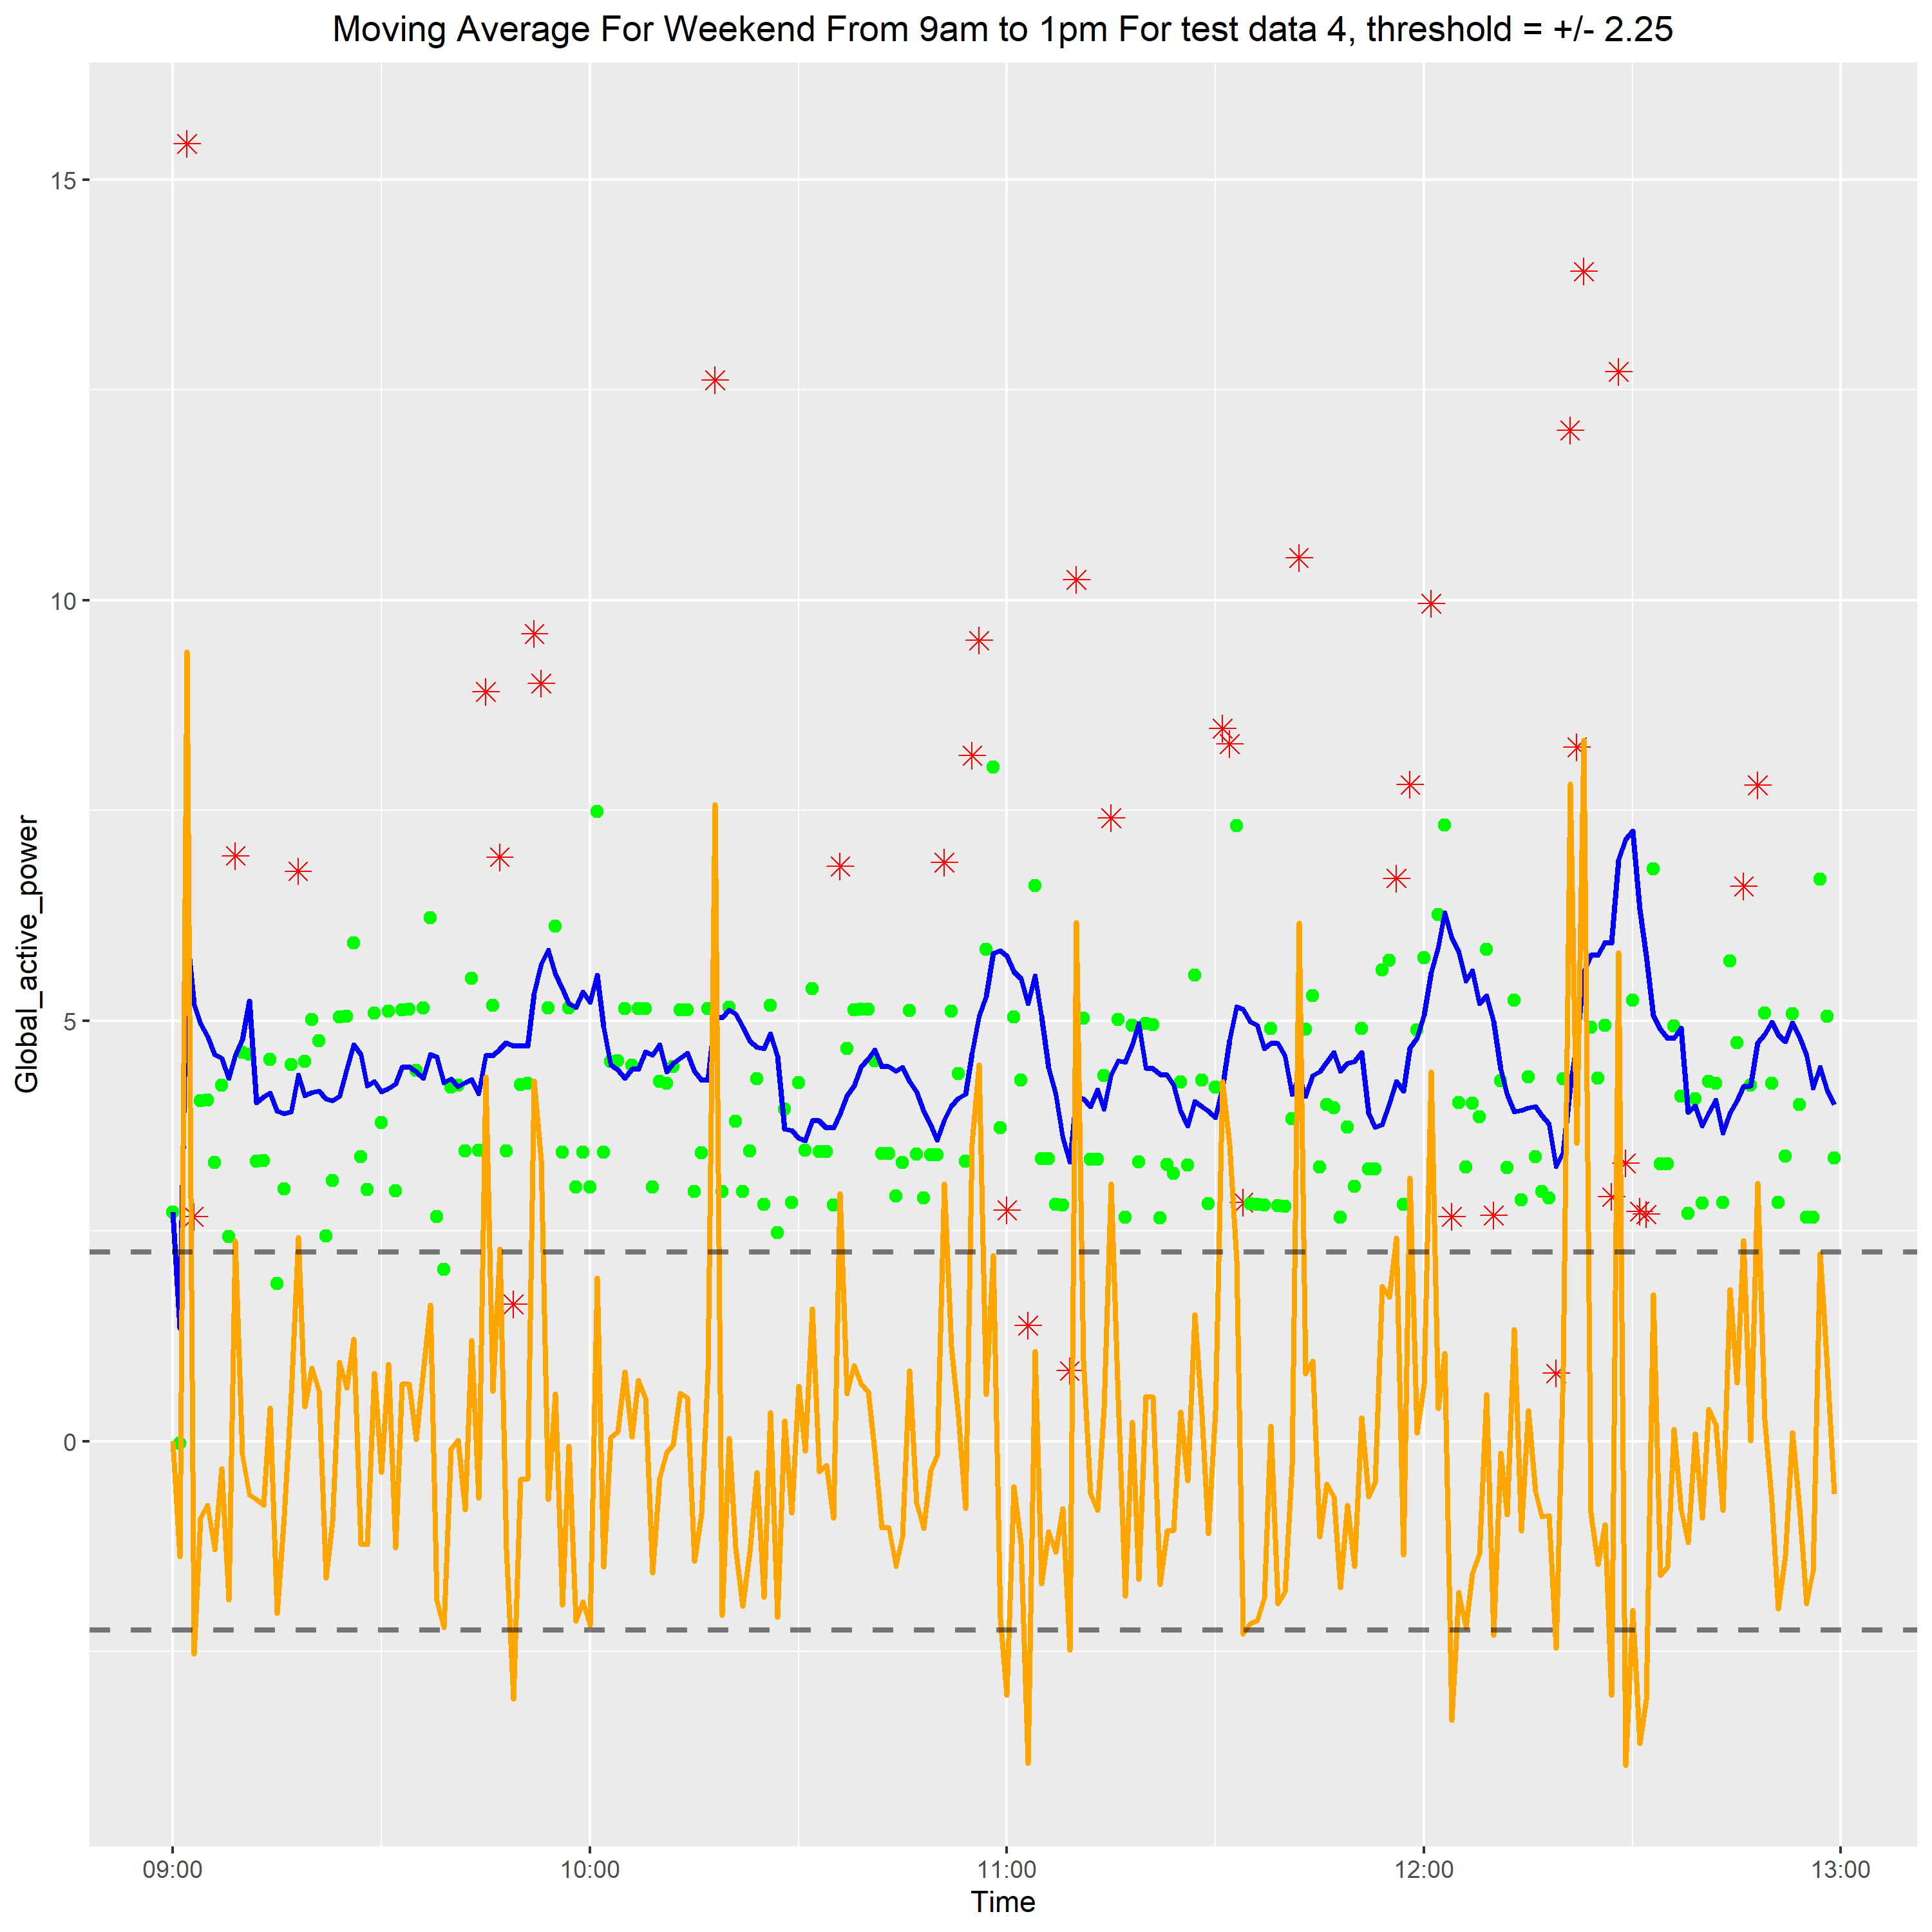 Moving Average For Weekend From 9am to 1pm For test data 4, threshold = +/- 2.25
Global_active_power
15
10
5
0
09:00 10:00 11:00 12:00 13:00
Time